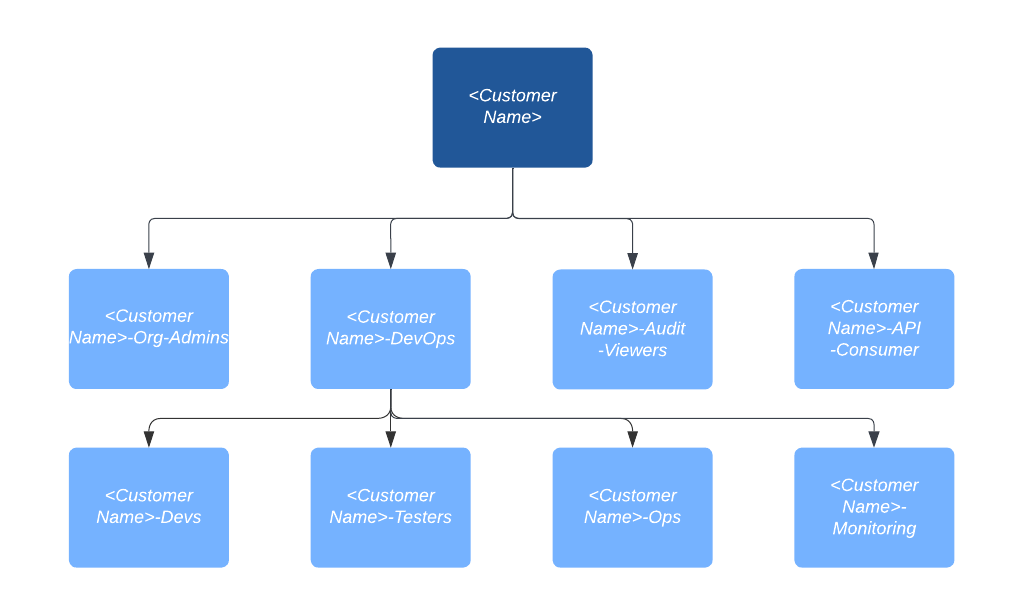 <Customer
Name>
<Customer
Name>-Org-Admins
<Customer
Name>-DevOps
<Customer
Name>-Audit
-Viewers
<Customer
Name>-API
-Consumer
<Customer
Name>-Devs
<Customer
Name>-Testers
<Customer
Name>-Ops
<Customer
Name>-
Monitoring